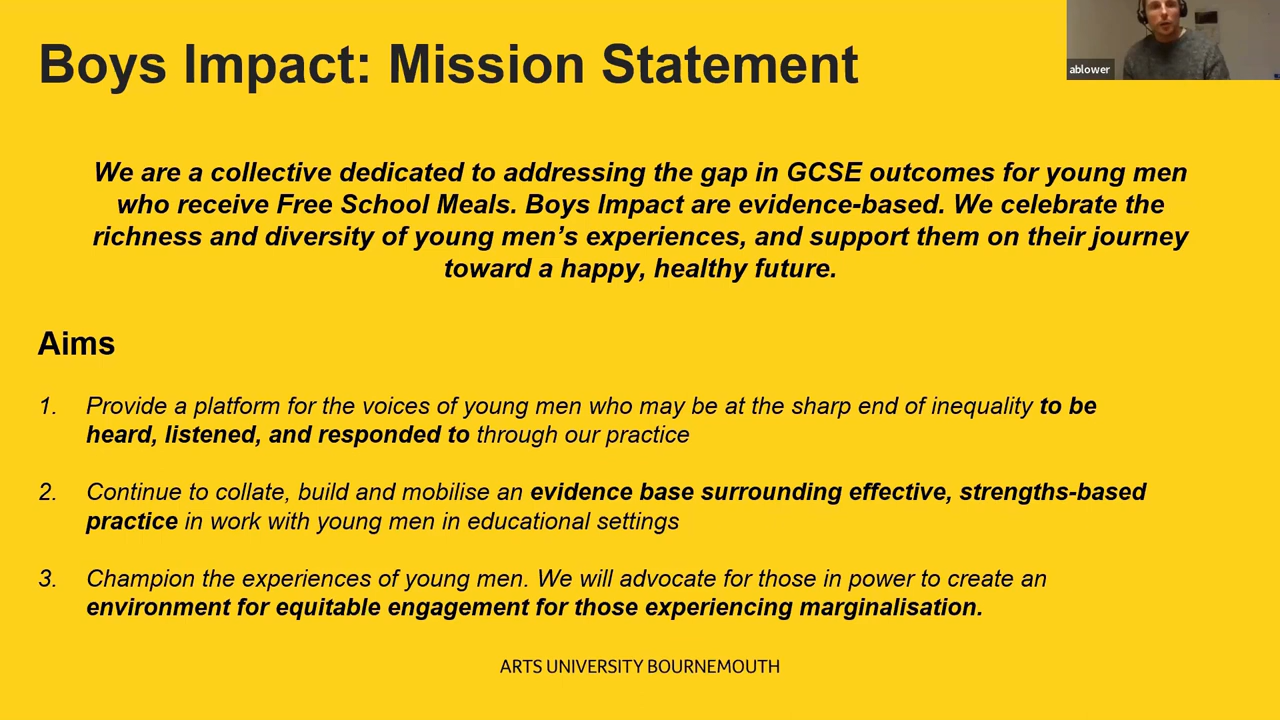 Boys Impact: Mission Statement
ablower
We are a collective dedicated to addressing the gap in GCSE outcomes for young men
who receive Free School Meals. Boys Impact are evidence-based. We celebrate the
richness and diversity of young men’s experiences, and support them on their journey
toward a happy, healthy future.
Aims
1. Provide a platform for the voices of young men who may be at the sharp end of inequality to be
heard, listened, and responded to through our practice
2. Continue to collate, build and mobilise an evidence base surrounding effective, strengths-based
practice in work with young men in educational settings
3. Champion the experiences of young men. We will advocate for those in power to create an
environment for equitable engagement for those experiencing marginalisation.
ARTS UNIVERSITY BOURNEMOUTH